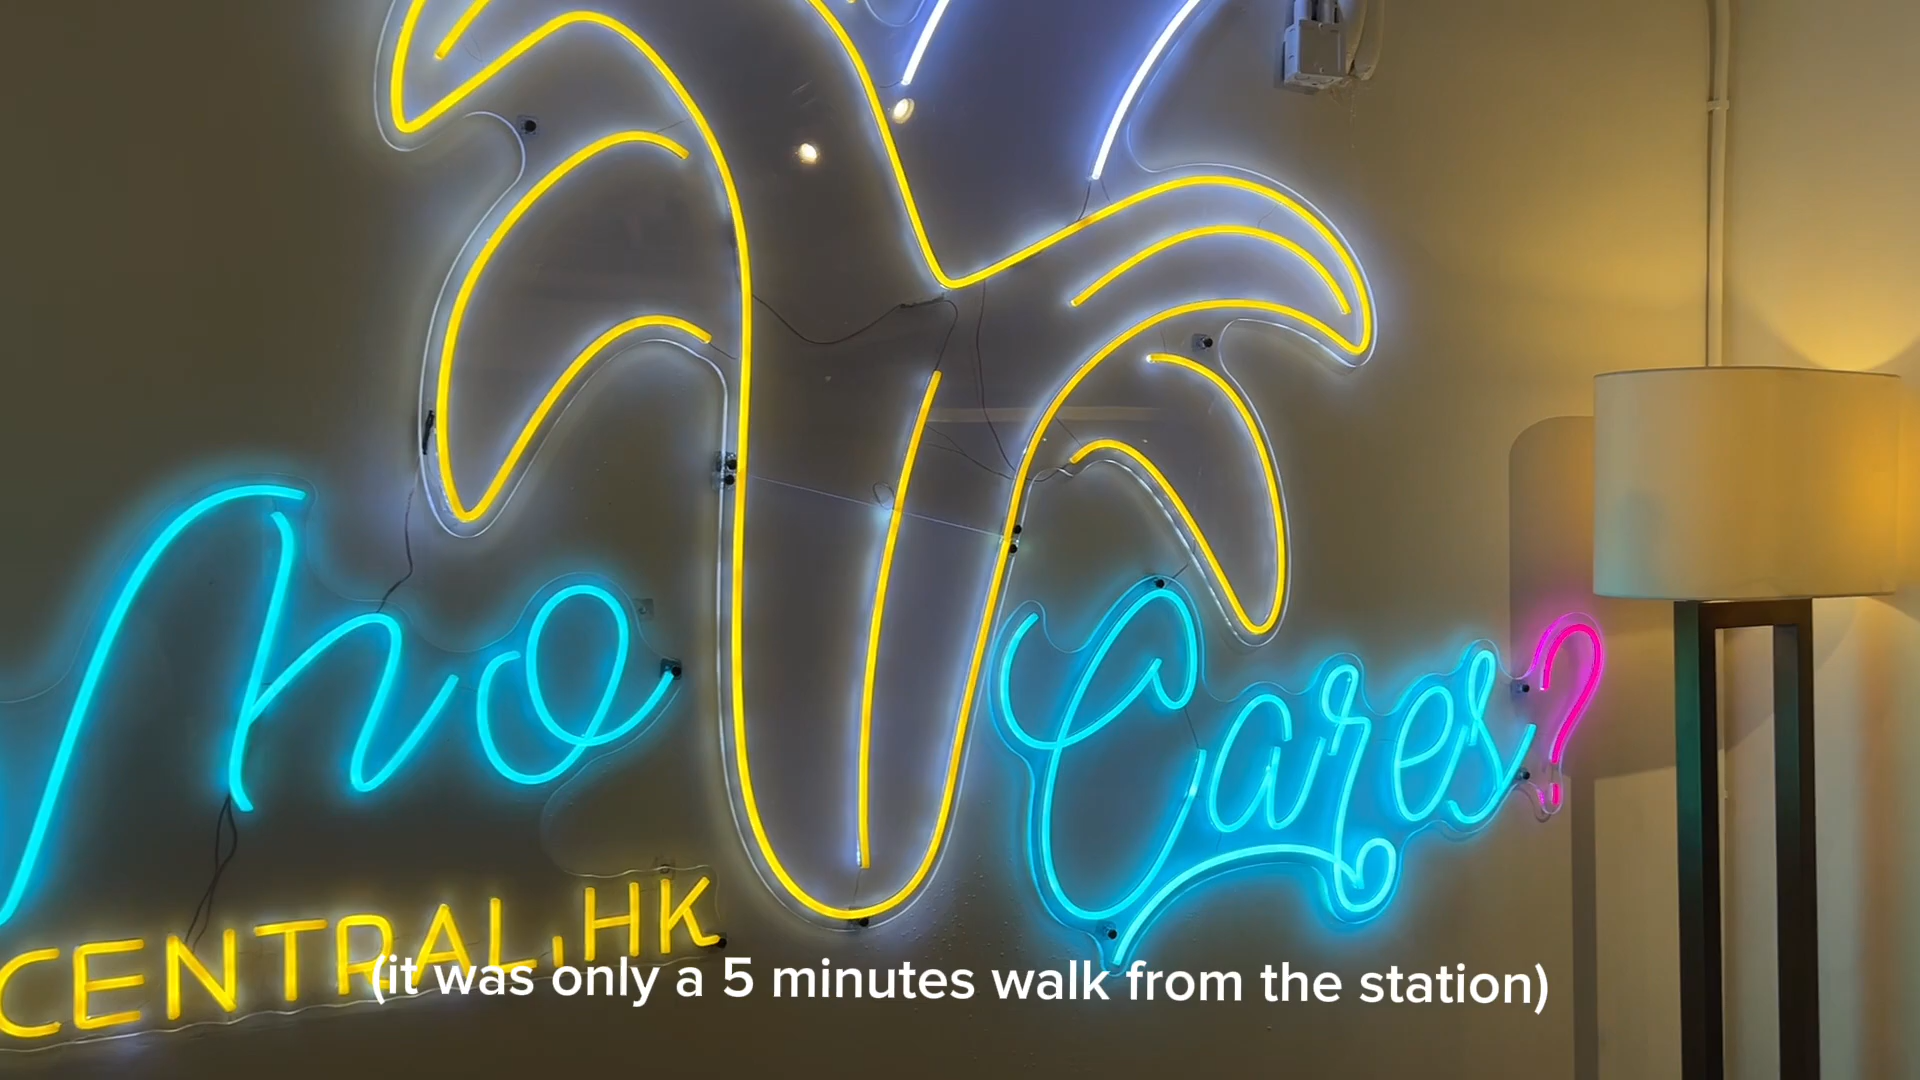 Who Cares?
CENTRAL, HK
(it was only a 5 minutes walk from the station)